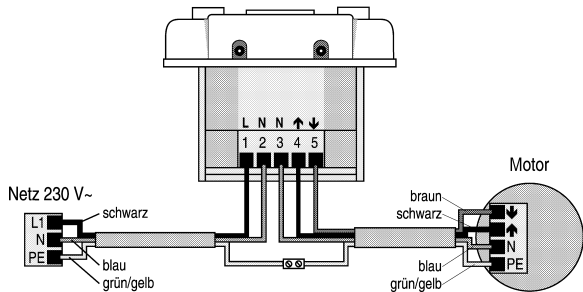 L N N ↑ ↓
1 2 3 4 5
Netz 230 V~
L1
N
PE
schwarz
blau
grün/gelb
Motor
braun
schwarz
blau
grün/gelb
↓
↑
N
PE